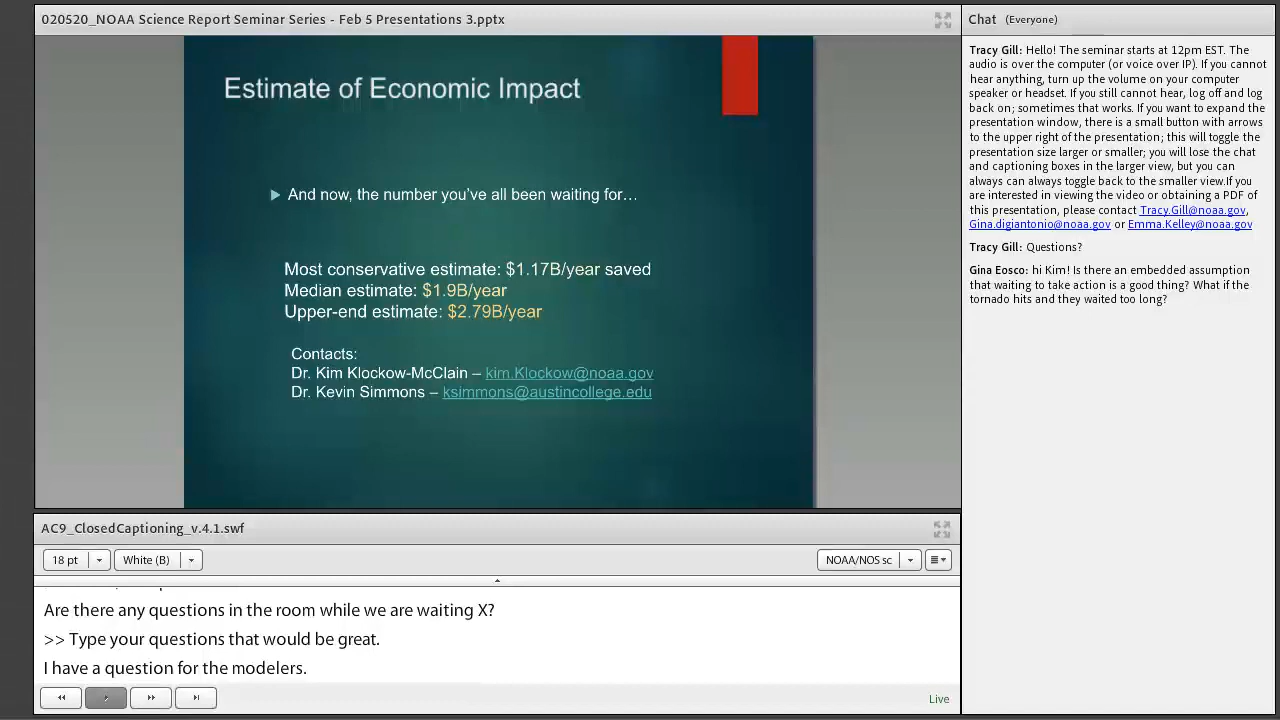 020520_NOAA Science Report Seminar Series - Feb 5 Presentations 3.pptx
Estimate of Economic Impact
And now, the number you've all been waiting for…
Most conservative estimate: $1.17B/year saved
Median estimate: $1.9B/year
Upper-end estimate: $2.79B/year
Contacts:
Dr. Kim Klockow-McClain – kim.Klockow@noaa.gov
Dr. Kevin Simmons – ksimmons@austincollege.edu
AC9_ClosedCaptioning_v.4.1.swf
18 pt
White (B)
NOAA/NOS sc
Are there any questions in the room while we are waiting X?
>> Type your questions that would be great.
I have a question for the modelers.
Live
Chat (Everyone)
Tracy Gill: Hello! The seminar starts at 12pm EST. The
audio is over the computer (or voice over IP). If you cannot
hear anything, turn up the volume on your computer
speaker or headset. If you still cannot hear, log off and log
back on; sometimes that works. If you want to expand the
presentation window, there is a small button with arrows
to the upper right of the presentation; this will toggle the
presentation size larger or smaller; you will lose the chat
and captioning boxes in the larger view, but you can
always can always toggle back to the smaller view.If you
are interested in viewing the video or obtaining a PDF of
this presentation, please contact Tracy.Gill@noaa.gov,
Gina.digiantonio@noaa.gov or Emma.Kelley@noaa.gov
Tracy Gill: Questions?
Gina Eosco: hi Kim! Is there an embedded assumption
that waiting to take action is a good thing? What if the
tornado hits and they waited too long?